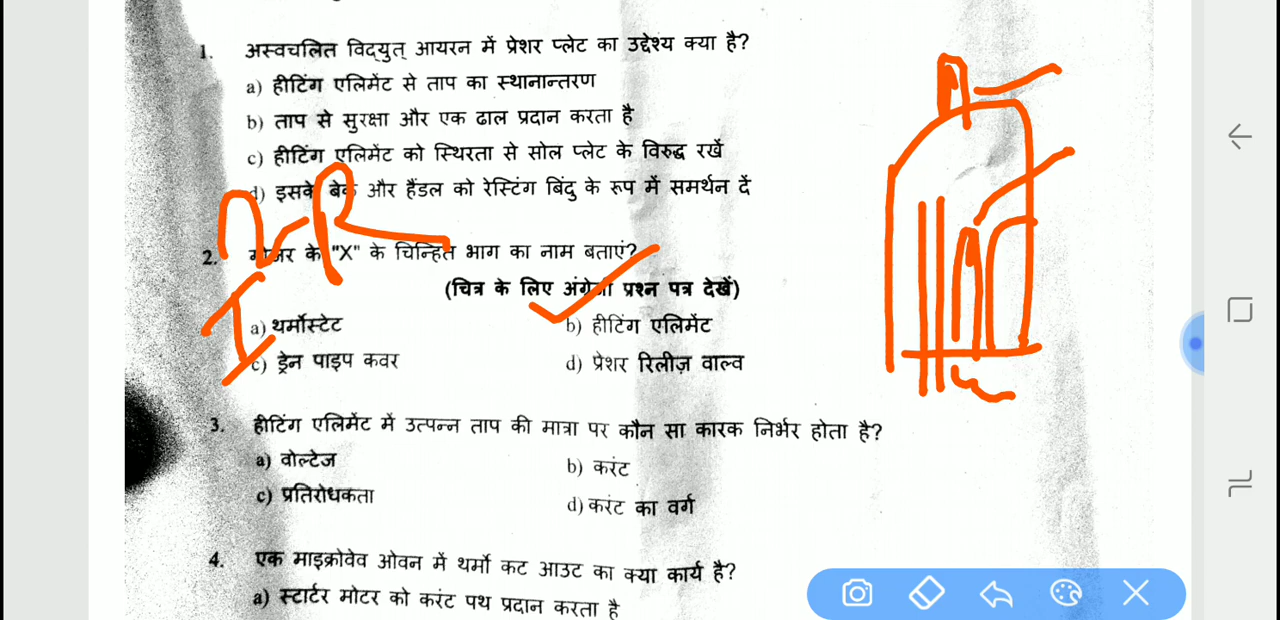 1. अस्वचलित विद्युत् आयरन में प्रेशर प्लेट का उद्देश्य क्या है?
a) हीटिंग एलिमेंट से ताप का स्थानान्तरण
b) ताप से सुरक्षा और एक ढाल प्रदान करता है
c) हीटिंग एलिमेंट को स्थिरता से सोल प्लेट के विरुद्ध रखें
d) इसके बेक और हैंडल को रेस्टिंग बिंदु के रूप में समर्थन दें
2. के "X" के चिन्हित भाग का नाम बताएं?
(चित्र के लिए अंग्रेजी प्रश्न पत्र देखें)
a) थर्मोस्टेट b) हीटिंग एलिमेंट
c) ड्रेन पाइप कवर d) प्रेशर रिलीज़ वाल्व
3. हीटिंग एलिमेंट में उत्पन्न ताप की मात्रा पर कौन सा कारक निर्भर होता है?
a) वोल्टेज b) करंट
c) प्रतिरोधकता d) करंट का वर्ग
4. एक माइक्रोवेव ओवन में थर्मो कट आउट का क्या कार्य है?
a) स्टार्टर मोटर को करंट पथ प्रदान करता है